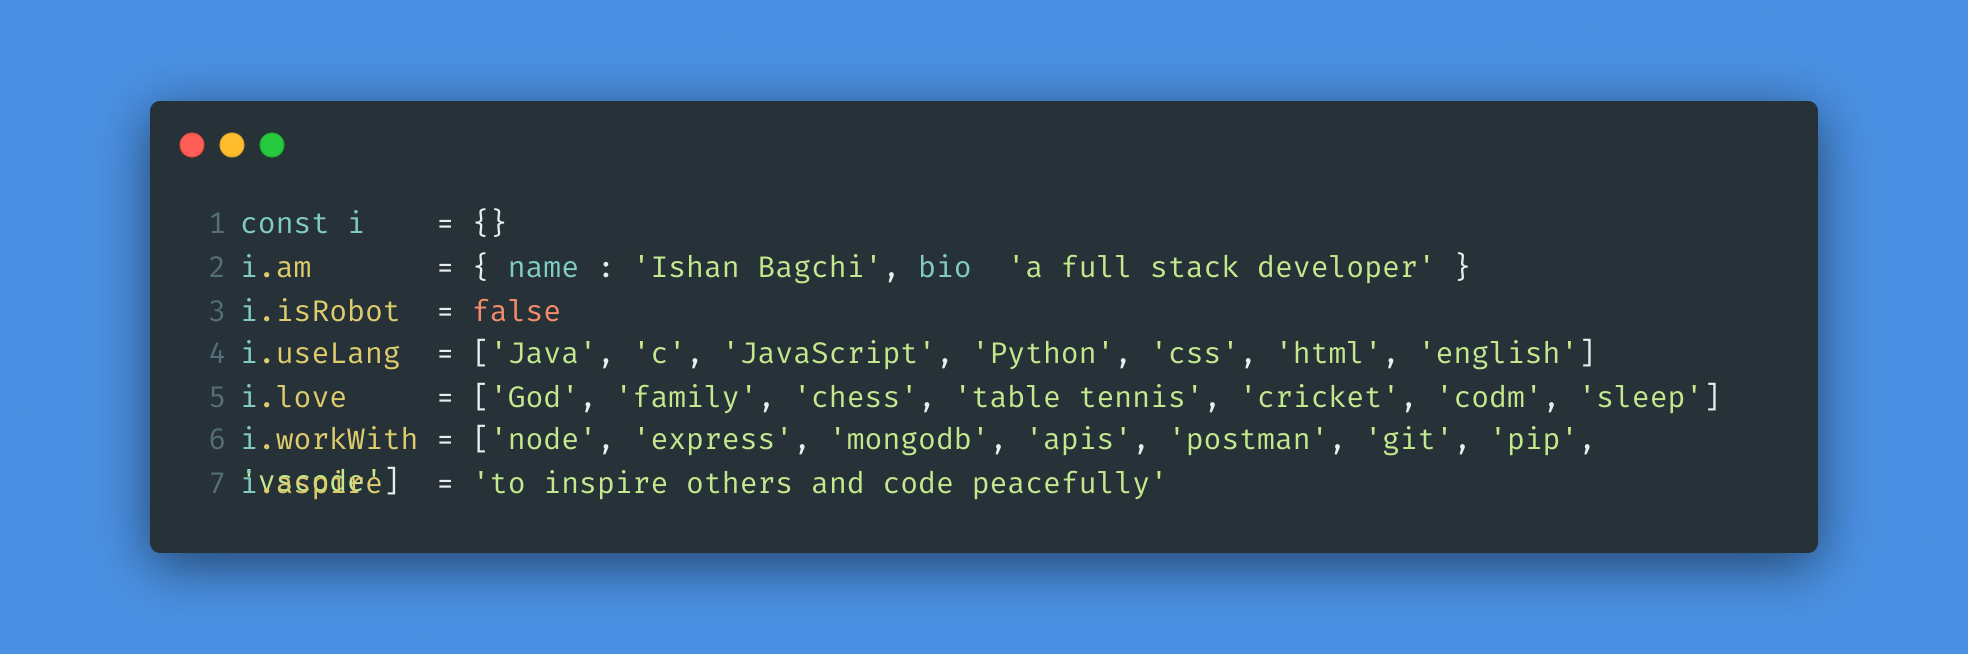 1 const i = {}
2 i.am = { name : 'Ishan Bagchi', bio 'a full stack developer' }
3 i.isRobot = false
4 i.useLang = ['Java', 'c', 'JavaScript', 'Python', 'css', 'html', 'english']
5 i.love = ['God', 'family', 'chess', 'table tennis', 'cricket', 'codm', 'sleep']
6 i.workWith = ['node', 'express', 'mongodb', 'apis', 'postman', 'git', 'pip',
'vscode']
7 i.aspire = 'to inspire others and code peacefully'